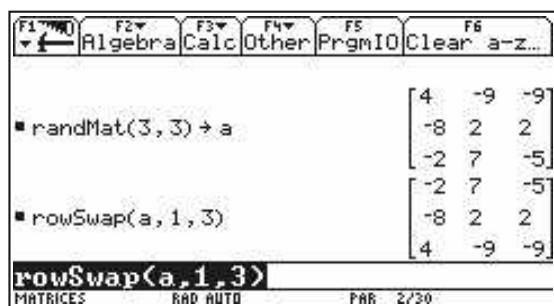 F1 F2 F3 F4 F5 F6
Algebra Calc Other PrgmIO Clear a-z…
4 -9 -9
▪ randMat(3,3)→a -8 2 2
-2 7 -5
-2 7 -5
▪ rowSwap(a,1,3) -8 2 2
4 -9 -9
rowSwap(a,1,3)
MATRICES RAD AUTO PAR 2/30